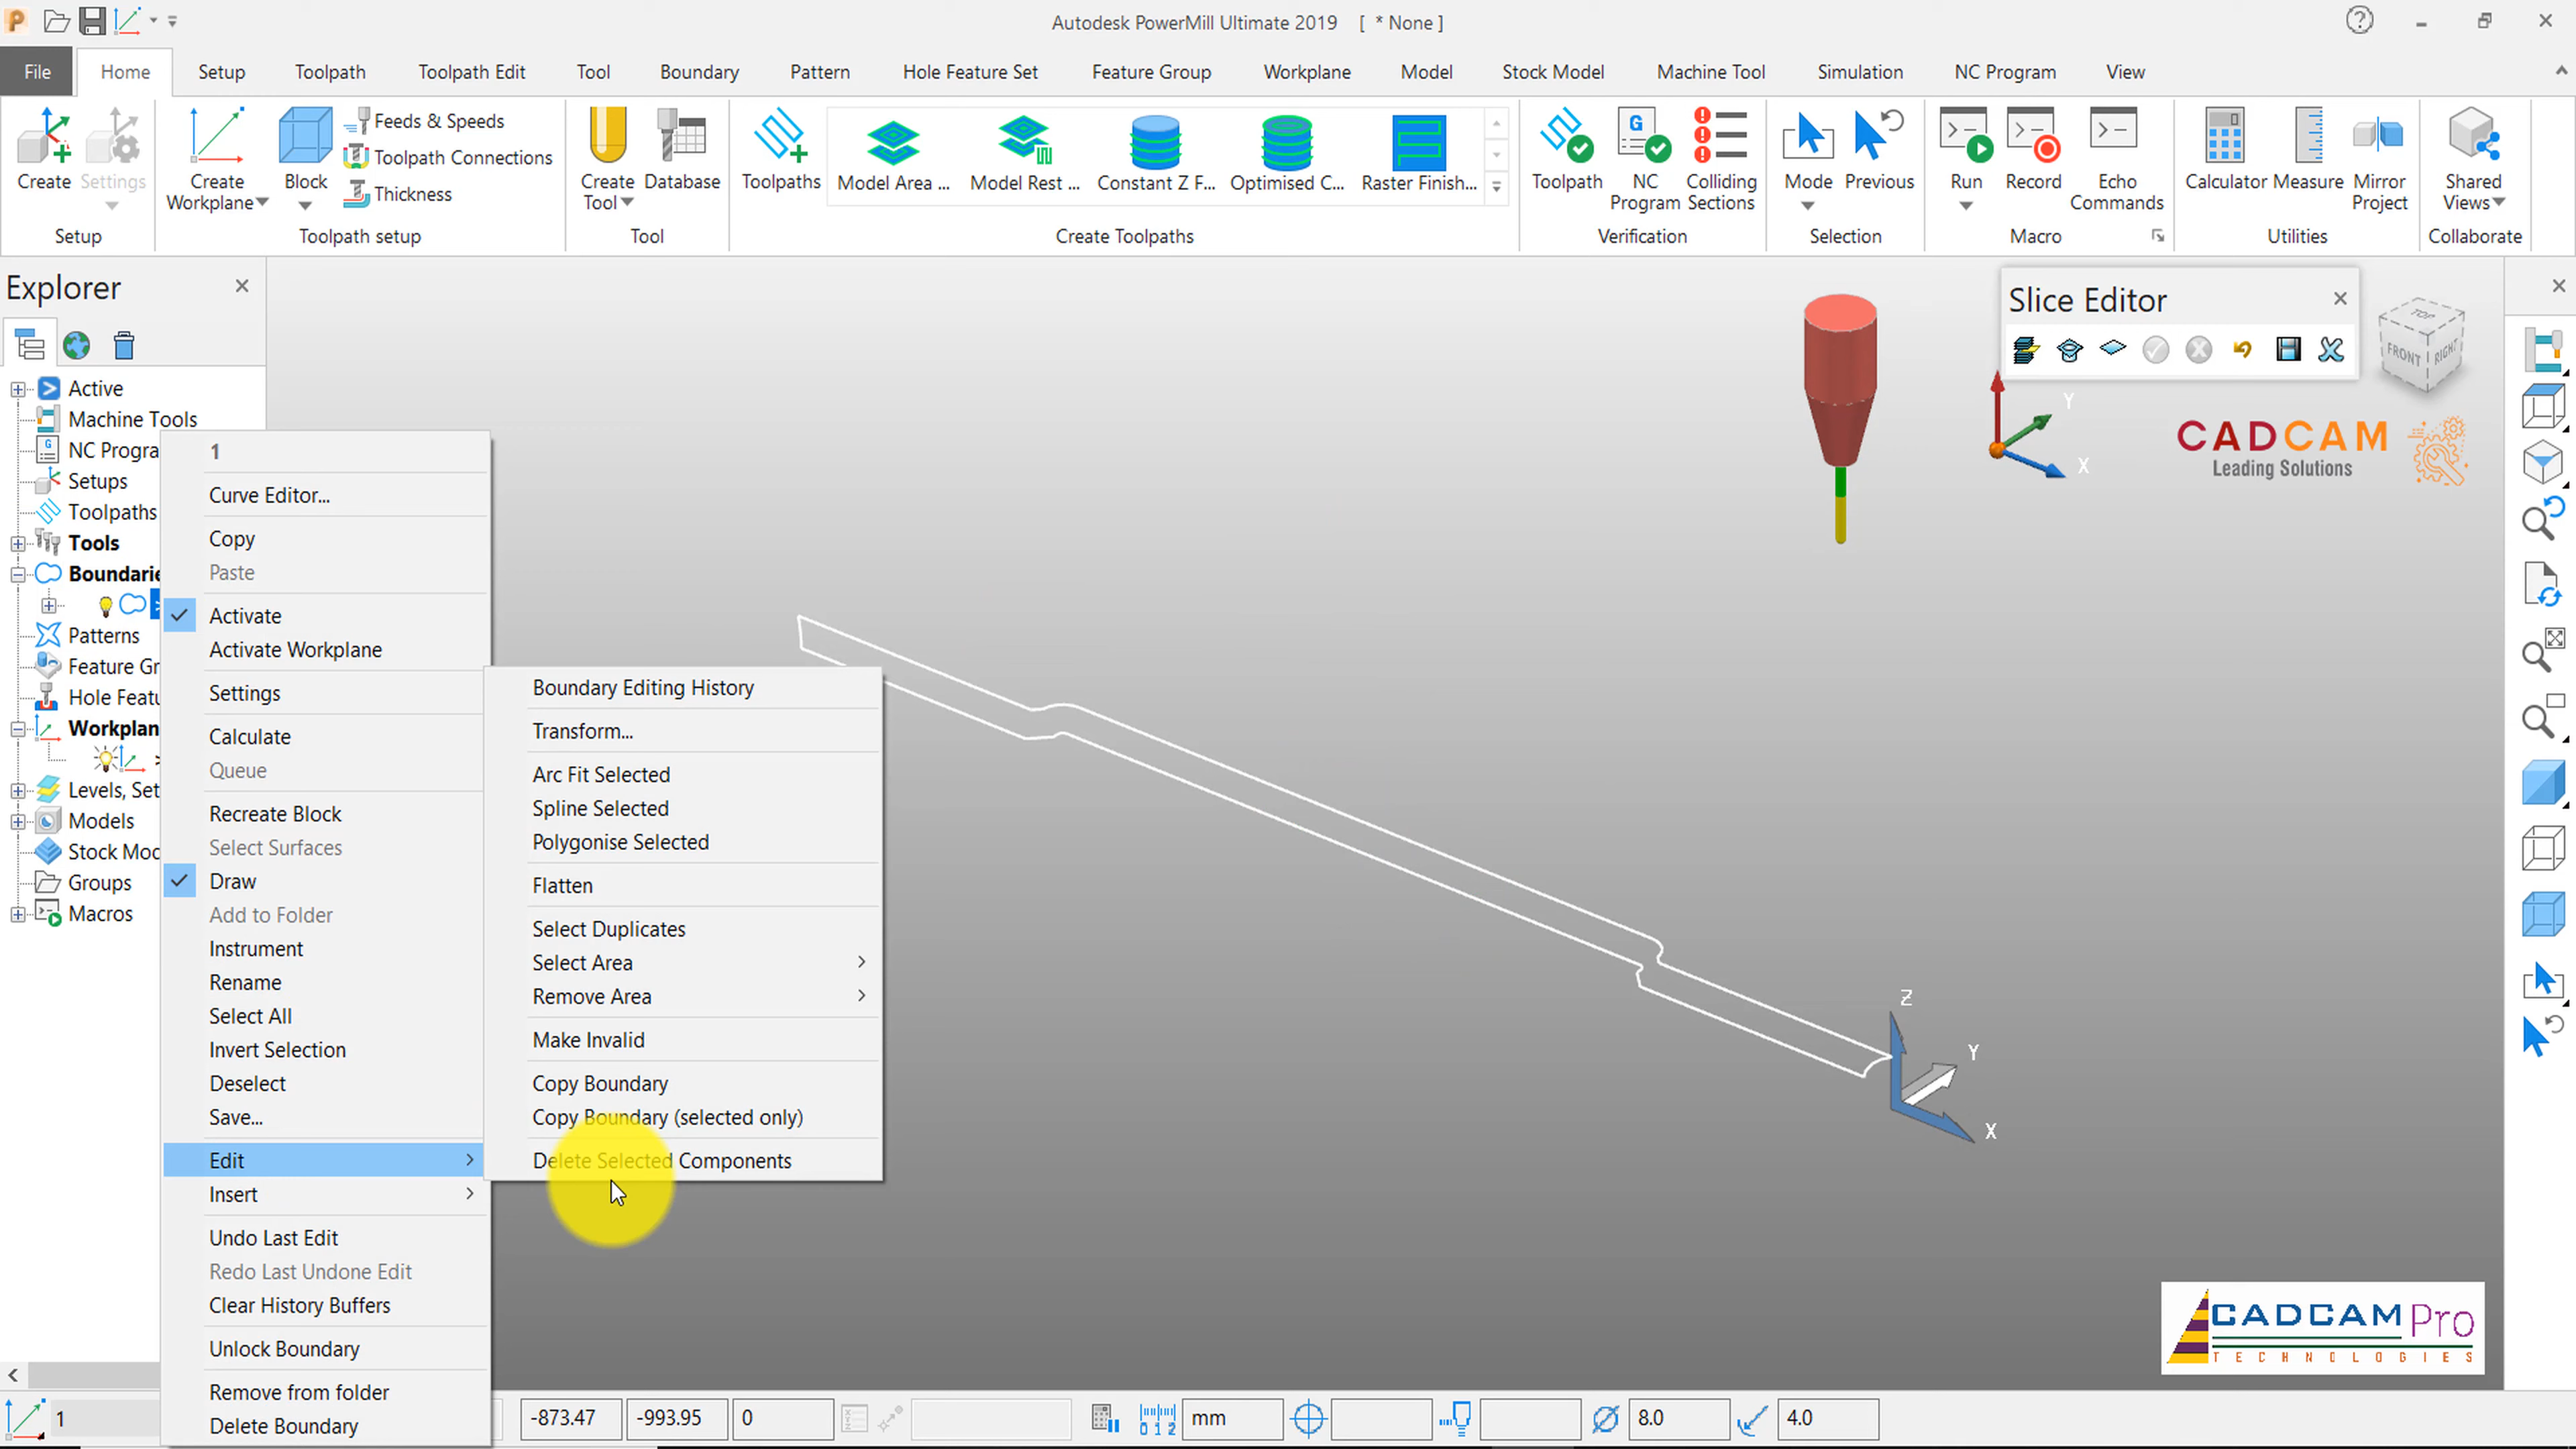 Autodesk PowerMill Ultimate 2019 [ * None ]
File Home Setup Toolpath Toolpath Edit Tool Boundary Pattern Hole Feature Set Feature Group Workplane Model Stock Model Machine Tool Simulation NC Program View
Create
Settings
Setup
Create Workplane
Block
Feeds & Speeds
Toolpath Connections
Thickness
Toolpath setup
Create Tool
Database
Tool
Toolpaths
Model Area ...
Model Rest ...
Constant Z F...
Optimised C...
Raster Finish...
Create Toolpaths
Toolpath
NC Program
Colliding Sections
Verification
Mode
Previous
Selection
Run
Record
Echo Commands
Macro
Calculator
Measure
Mirror Project
Utilities
Shared Views
Collaborate
Explorer
Active
Machine Tools
NC Progra
Setups
Toolpaths
Tools
Boundarie
Patterns
Feature Gr
Hole Featu
Workplan
Levels, Set
Models
Stock Moc
Groups
Macros
1
Curve Editor...
Copy
Paste
Activate
Activate Workplane
Settings
Calculate
Queue
Recreate Block
Select Surfaces
Draw
Add to Folder
Instrument
Rename
Select All
Invert Selection
Deselect
Save...
Edit
Insert
Undo Last Edit
Redo Last Undone Edit
Clear History Buffers
Unlock Boundary
Remove from folder
Delete Boundary
Boundary Editing History
Transform...
Arc Fit Selected
Spline Selected
Polygonise Selected
Flatten
Select Duplicates
Select Area
Remove Area
Make Invalid
Copy Boundary
Copy Boundary (selected only)
Delete Selected Components
Slice Editor
TOP
FRONT
RIGHT
Y
X
CADCAM
Leading Solutions
Z
Y
X
CADCAM Pro
TECHNOLOGIES
1
-873.47
-993.95
0
mm
8.0
4.0